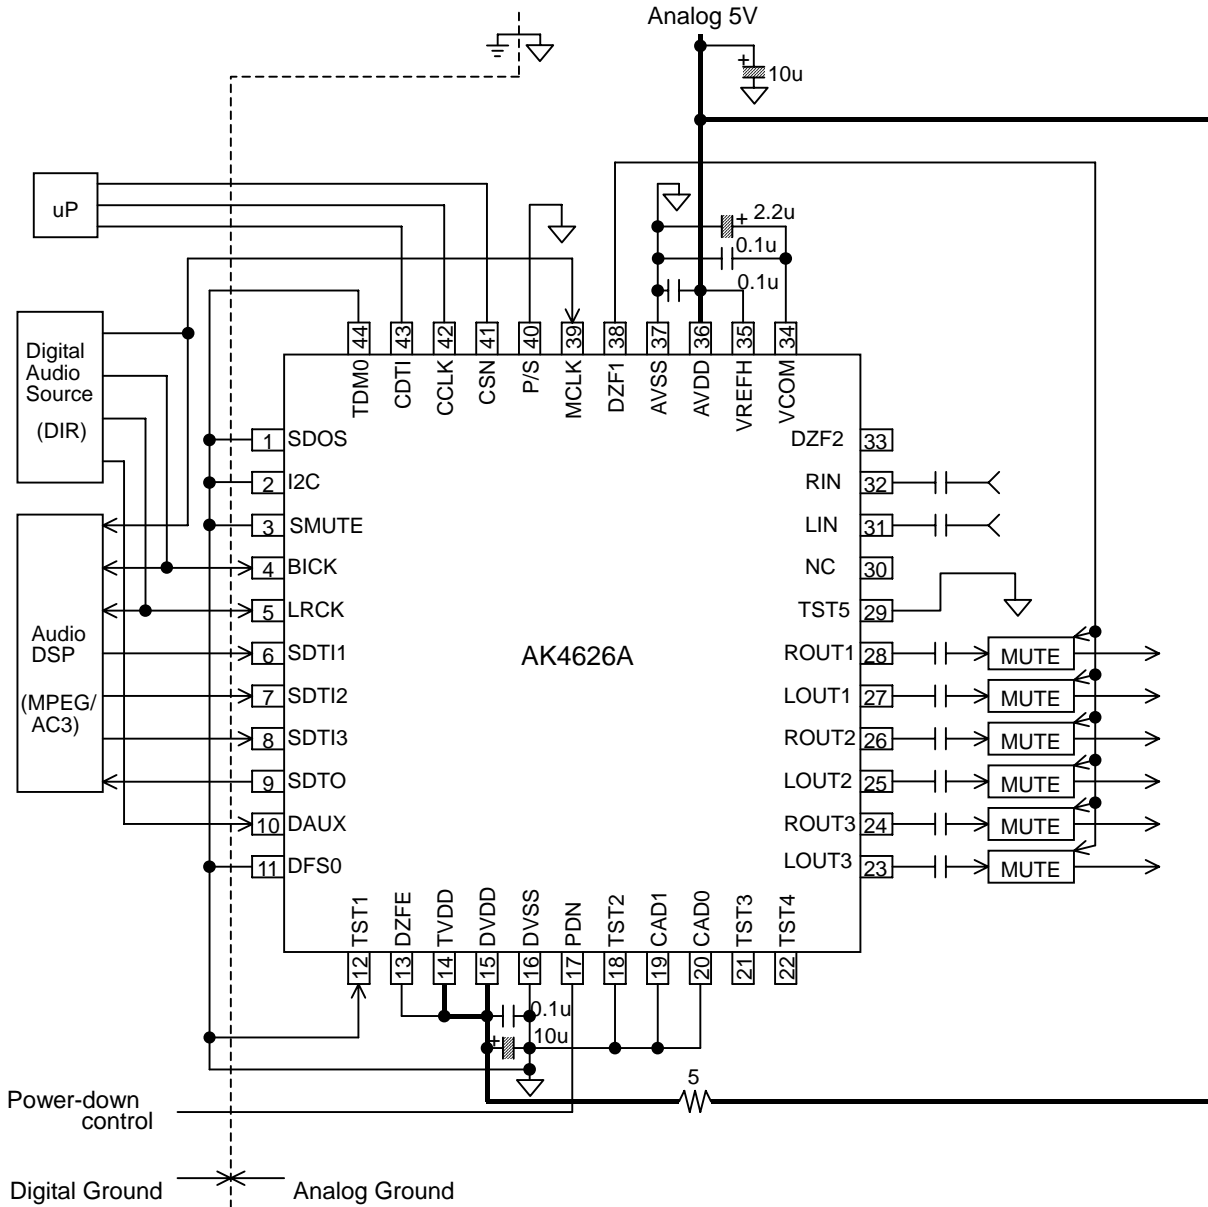 Analog 5V
+
10u
uP
+ 2.2u
0.1u
0.1u
44 43 42 41 40 39 38 37 36 35 34
TDM0 CDTI CCLK CSN P/S MCLK DZF1 AVSS AVDD VREFH VCOM
Digital
Audio
Source
(DIR)
Audio
DSP
(MPEG/
AC3)
1 SDOS
2 I2C
3 SMUTE
4 BICK
5 LRCK
6 SDTI1
7 SDTI2
8 SDTI3
9 SDTO
10 DAUX
11 DFS0
AK4626A
DZF2 33
RIN 32
LIN 31
NC 30
TST5 29
ROUT1 28 MUTE
LOUT1 27 MUTE
ROUT2 26 MUTE
LOUT2 25 MUTE
ROUT3 24 MUTE
LOUT3 23 MUTE
TST1 DZFE TVDD DVDD DVSS PDN TST2 CAD1 CAD0 TST3 TST4
12 13 14 15 16 17 18 19 20 21 22
0.1u
+ 10u
5
Power-down
control
Digital Ground Analog Ground